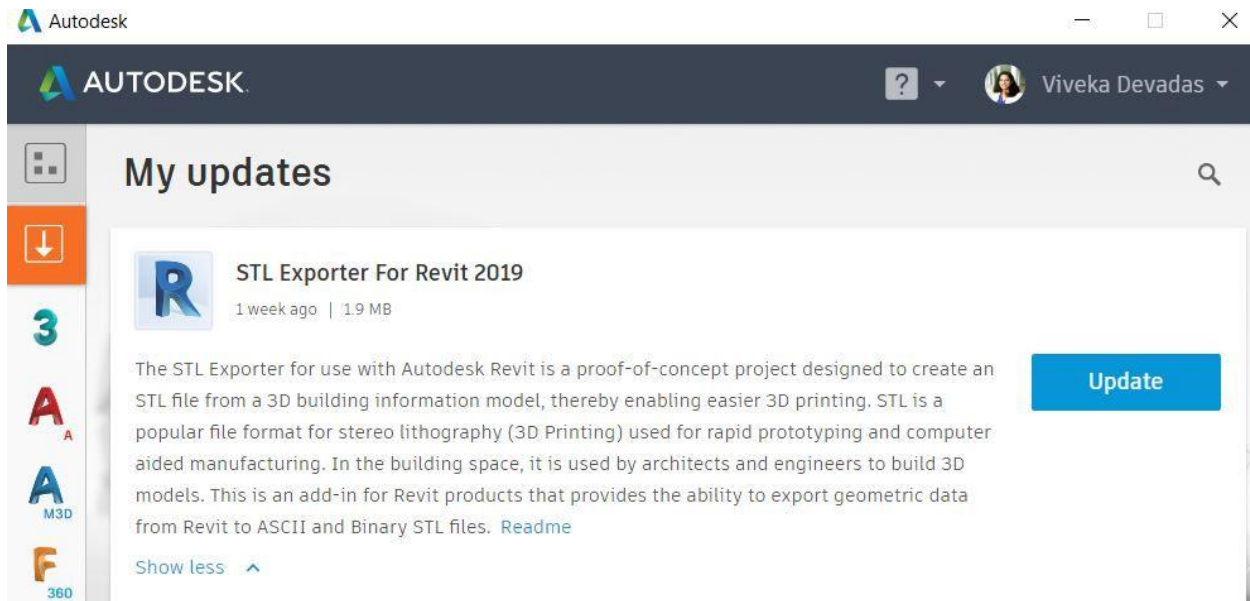 Autodesk
AUTODESK.
? Viveka Devadas
My updates
STL Exporter For Revit 2019
1 week ago | 1.9 MB
The STL Exporter for use with Autodesk Revit is a proof-of-concept project designed to create an
STL file from a 3D building information model, thereby enabling easier 3D printing. STL is a
popular file format for stereo lithography (3D Printing) used for rapid prototyping and computer
aided manufacturing. In the building space, it is used by architects and engineers to build 3D
models. This is an add-in for Revit products that provides the ability to export geometric data
from Revit to ASCII and Binary STL files. Readme
Show less
Update
R
3
A
A
A
M3D
F
360